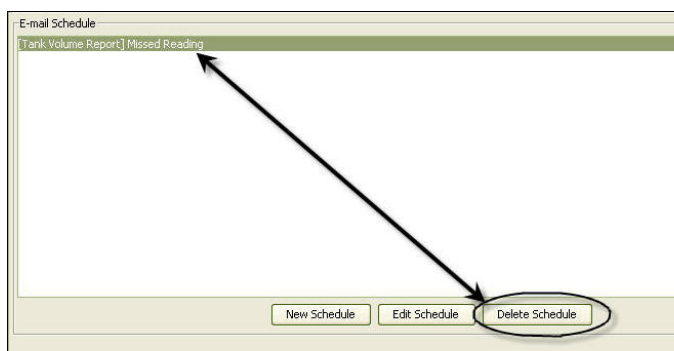 E-mail Schedule
[Tank Volume Report] Missed Reading
New Schedule Edit Schedule Delete Schedule